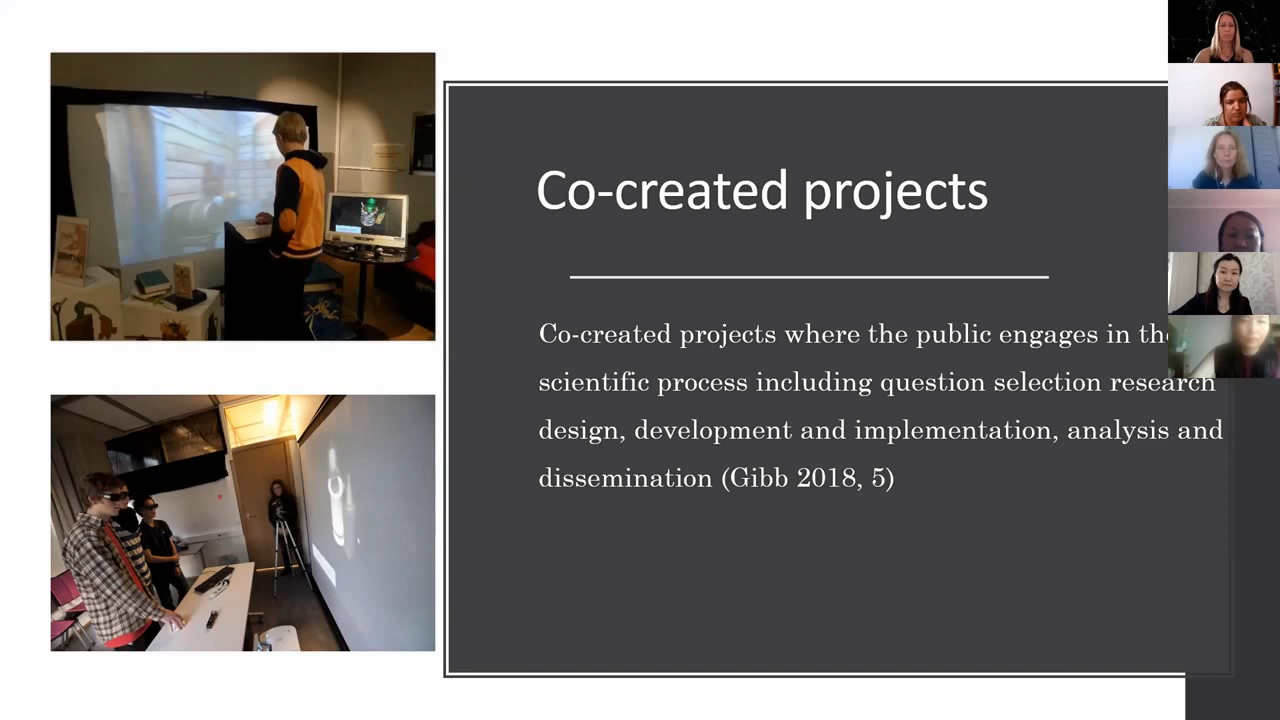 Co-created projects
Co-created projects where the public engages in the
scientific process including question selection research
design, development and implementation, analysis and
dissemination (Gibb 2018, 5)